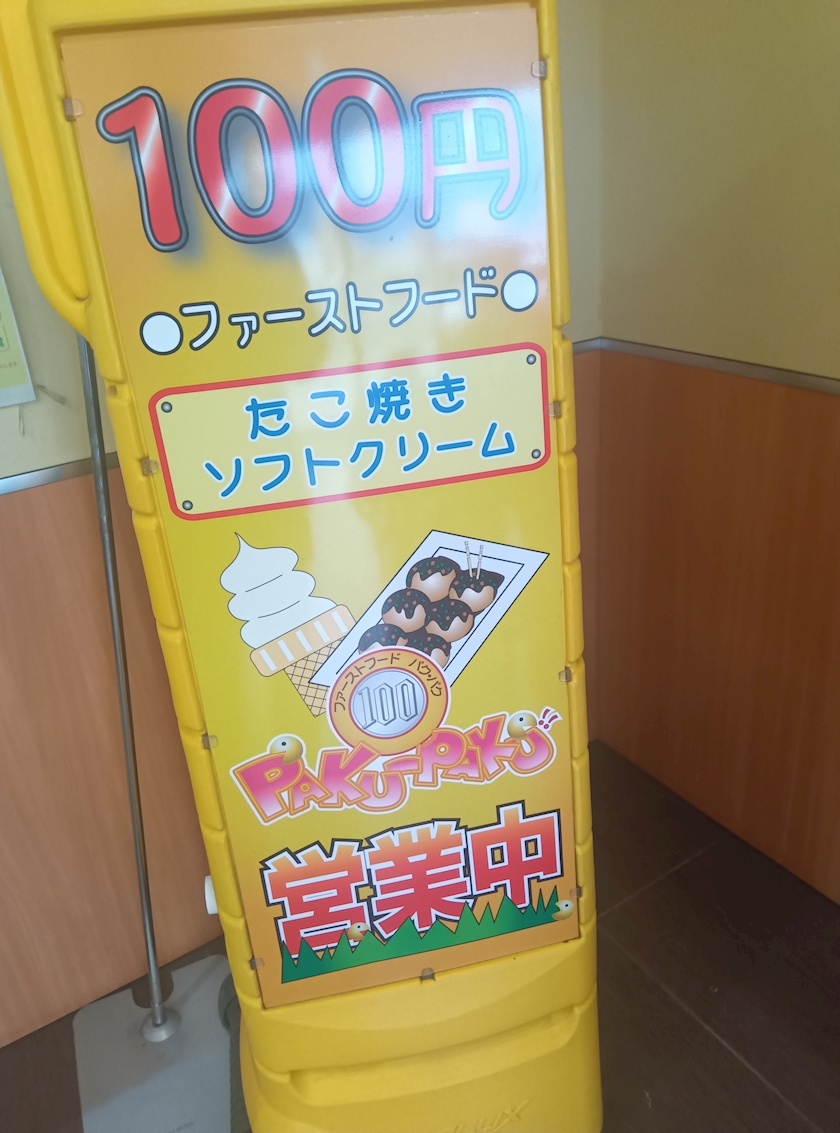 100円
●ファーストフード●
たこ焼き
ソフトクリーム
ファーストフード パク・パク
100
PAKU-PAKU!!
営業中